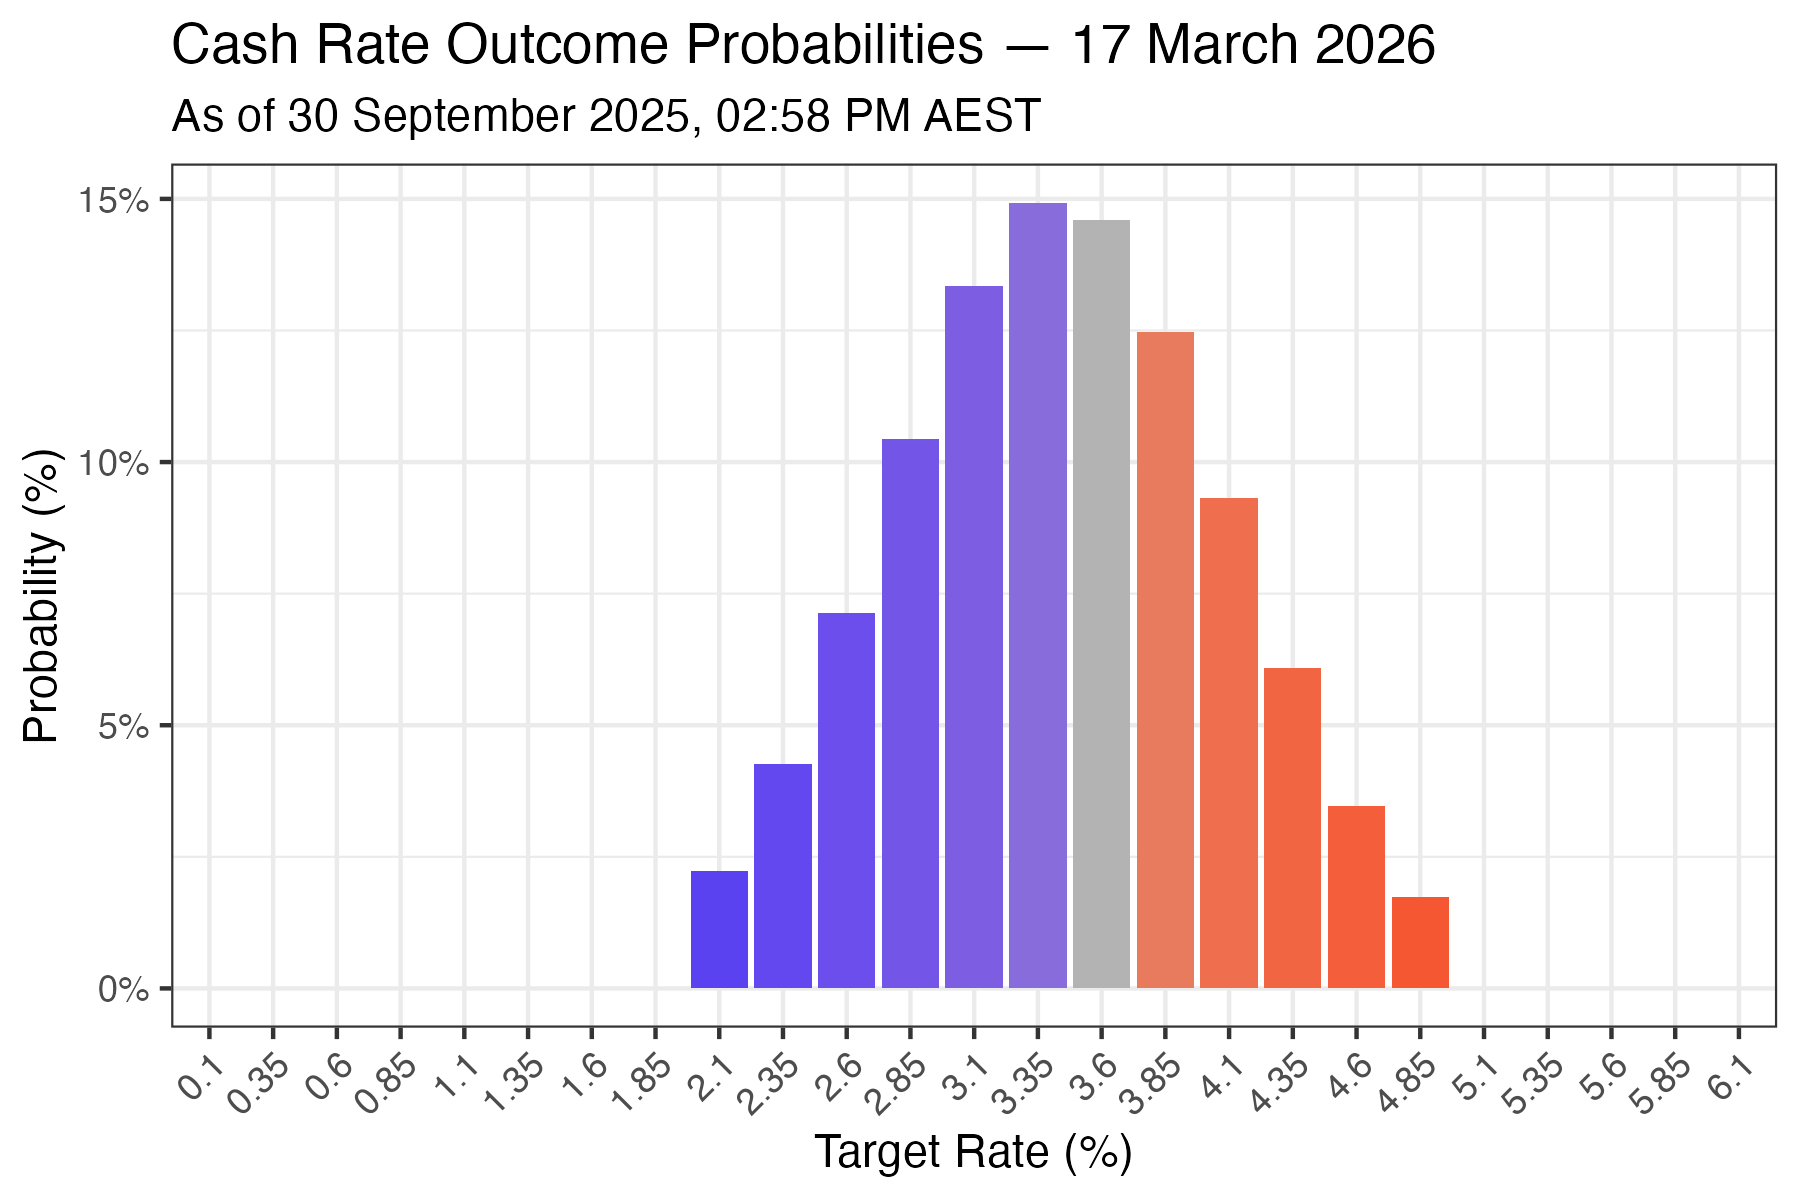 Cash Rate Outcome Probabilities — 17 March 2026
As of 30 September 2025, 02:58 PM AEST
Probability (%)
15%
10%
5%
0%
0.1 0.35 0.6 0.85 1.1 1.35 1.6 1.85 2.1 2.35 2.6 2.85 3.1 3.35 3.6 3.85 4.1 4.35 4.6 4.85 5.1 5.35 5.6 5.85 6.1
Target Rate (%)